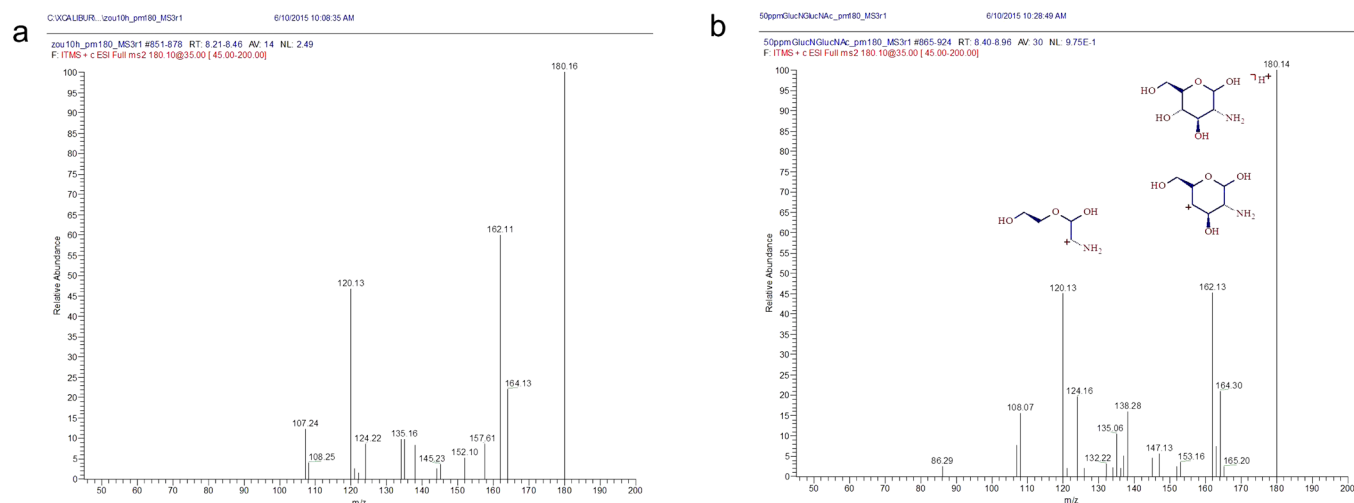 a
C:\XCALIBUR\...\zou10h_pm180_MS3r1
6/10/2015 10:08:35 AM
zou10h_pm180_MS3r1 #851-878 RT: 8.21-8.46 AV: 14 NL: 2.49
F: ITMS + c ESI Full ms2 180.10@35.00 [ 45.00-200.00]
180.16
162.11
120.13
164.13
107.24
108.25
124.22
135.16
145.23
152.10
157.61
100
95
90
85
80
75
70
65
60
55
50
45
40
35
30
25
20
15
10
5
0
Relative Abundance
50 60 70 80 90 100 110 120 130 140 150 160 170 180 190 200
m/z
b
50ppmGlucNGlucNAc_pm180_MS3r1
6/10/2015 10:28:49 AM
50ppmGlucNGlucNAc_pm180_MS3r1 #865-924 RT: 8.40-8.96 AV: 30 NL: 9.75E-1
F: ITMS + c ESI Full ms2 180.10@35.00 [ 45.00-200.00]
180.14
HO O OH H+
HO NH2
OH
HO O OH
+ NH2
OH
HO O OH
+ NH2
120.13
162.13
124.16
164.30
108.07
138.28
135.06
86.29
132.22
147.13
153.16
165.20
100
95
90
85
80
75
70
65
60
55
50
45
40
35
30
25
20
15
10
5
0
Relative Abundance
50 60 70 80 90 100 110 120 130 140 150 160 170 180 190 200
m/z